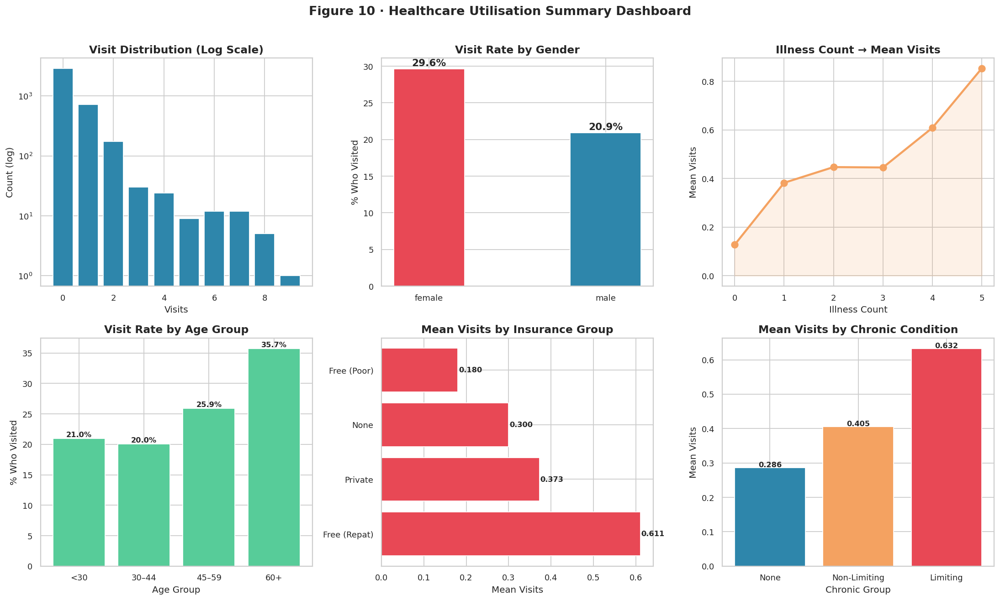 Figure 10 · Healthcare Utilisation Summary Dashboard
Visit Distribution (Log Scale)
Count (log)
10³
10²
10¹
10⁰
0 2 4 6 8
Visits
Visit Rate by Gender
% Who Visited
30
25
20
15
10
5
0
29.6%
20.9%
female male
Illness Count → Mean Visits
Mean Visits
0.8
0.6
0.4
0.2
0.0
0 1 2 3 4 5
Illness Count
Visit Rate by Age Group
% Who Visited
35
30
25
20
15
10
5
0
21.0%
20.0%
25.9%
35.7%
<30 30–44 45–59 60+
Age Group
Mean Visits by Insurance Group
Free (Poor) 0.180
None 0.300
Private 0.373
Free (Repat) 0.611
0.0 0.1 0.2 0.3 0.4 0.5 0.6
Mean Visits
Mean Visits by Chronic Condition
Mean Visits
0.6
0.5
0.4
0.3
0.2
0.1
0.0
0.286
0.405
0.632
None Non-Limiting Limiting
Chronic Group